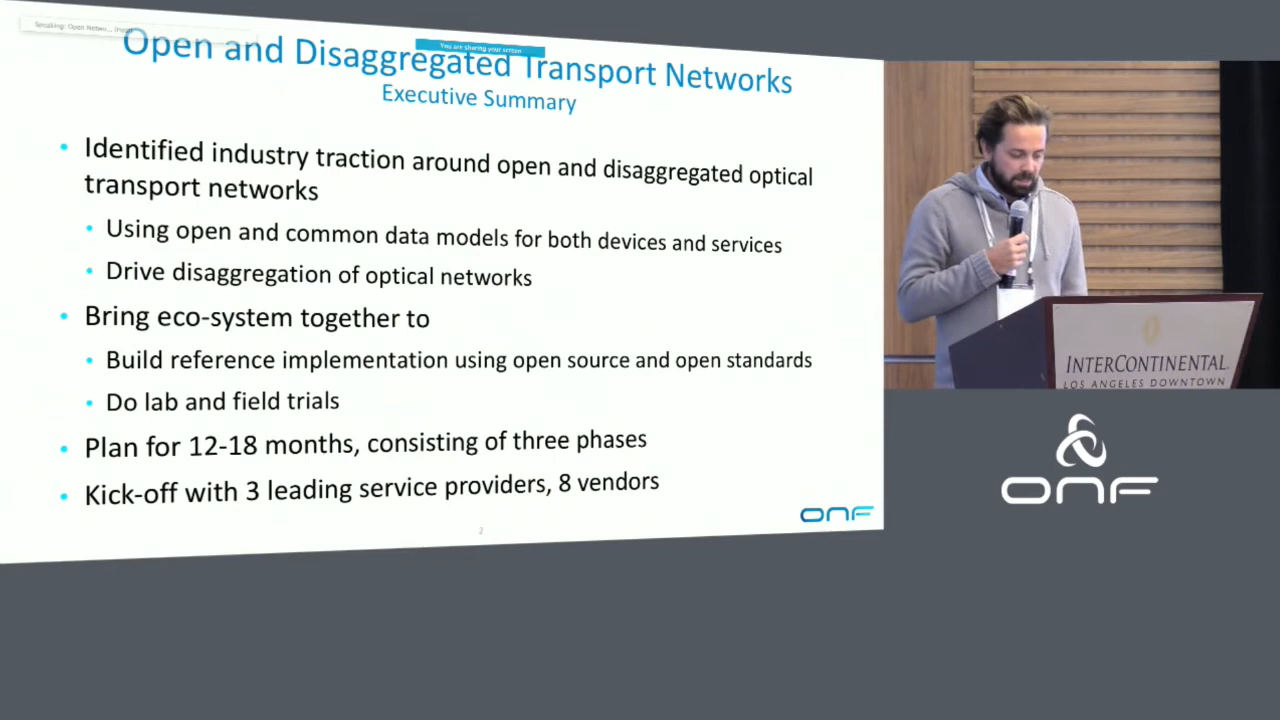 Speaking: Open Netwo...
You are sharing your screen
Open and Disaggregated Transport Networks
Executive Summary
• Identified industry traction around open and disaggregated optical
transport networks
• Using open and common data models for both devices and services
• Drive disaggregation of optical networks
• Bring eco-system together to
• Build reference implementation using open source and open standards
• Do lab and field trials
• Plan for 12-18 months, consisting of three phases
• Kick-off with 3 leading service providers, 8 vendors
2
ONF
INTERCONTINENTAL
LOS ANGELES DOWNTOWN
ONF